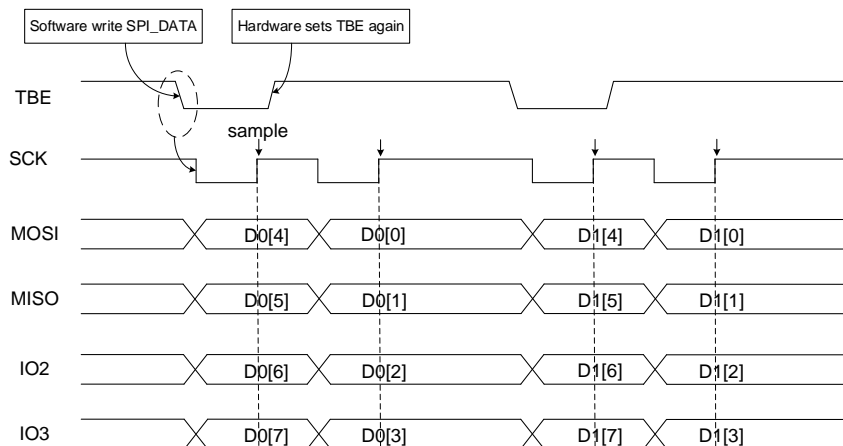 Software write SPI_DATA
Hardware sets TBE again
TBE
sample
SCK
MOSI D0[4] D0[0] D1[4] D1[0]
MISO D0[5] D0[1] D1[5] D1[1]
IO2 D0[6] D0[2] D1[6] D1[2]
IO3 D0[7] D0[3] D1[7] D1[3]